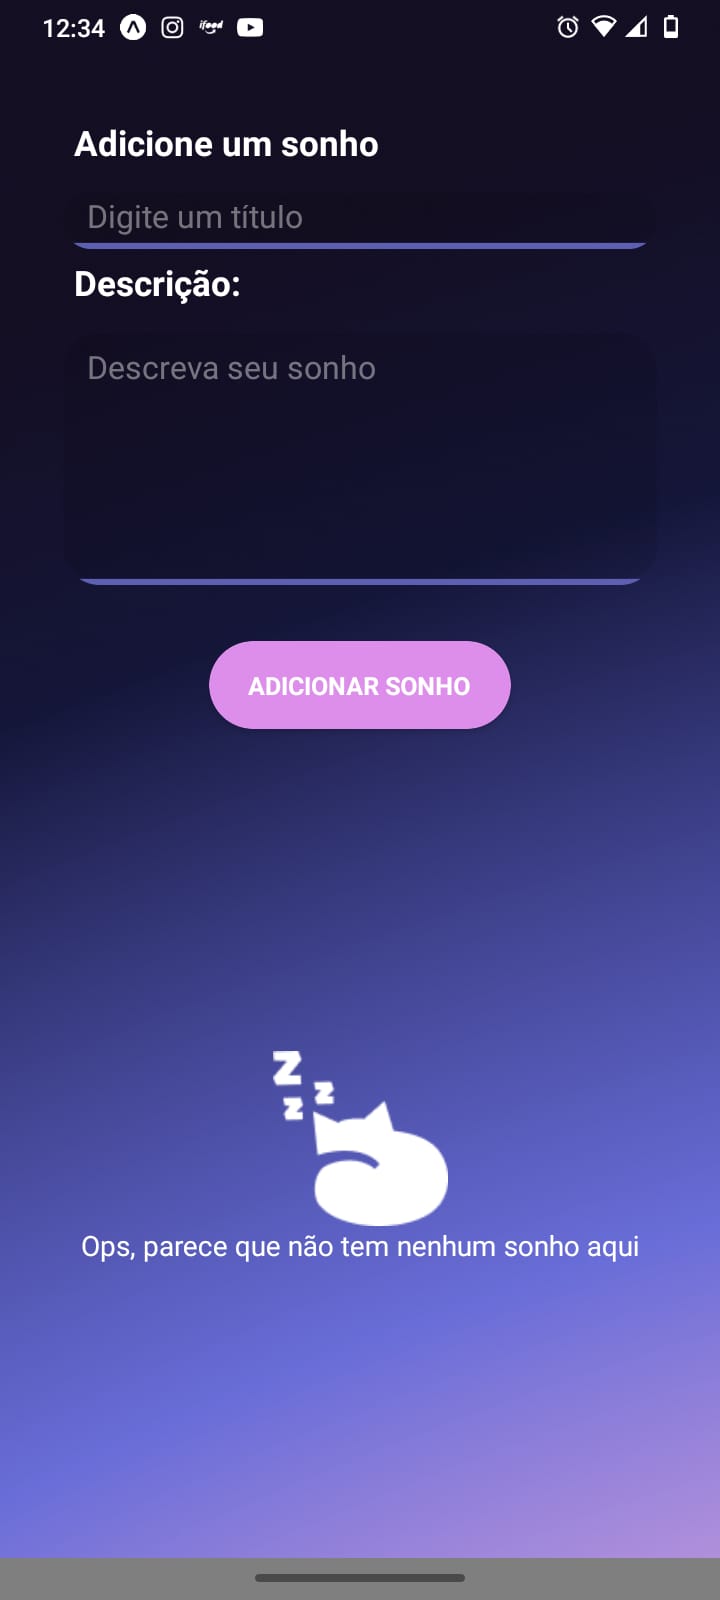 12:34 ifood
Adicione um sonho
Digite um título
Descrição:
Descreva seu sonho
ADICIONAR SONHO
Z
z
z
Ops, parece que não tem nenhum sonho aqui